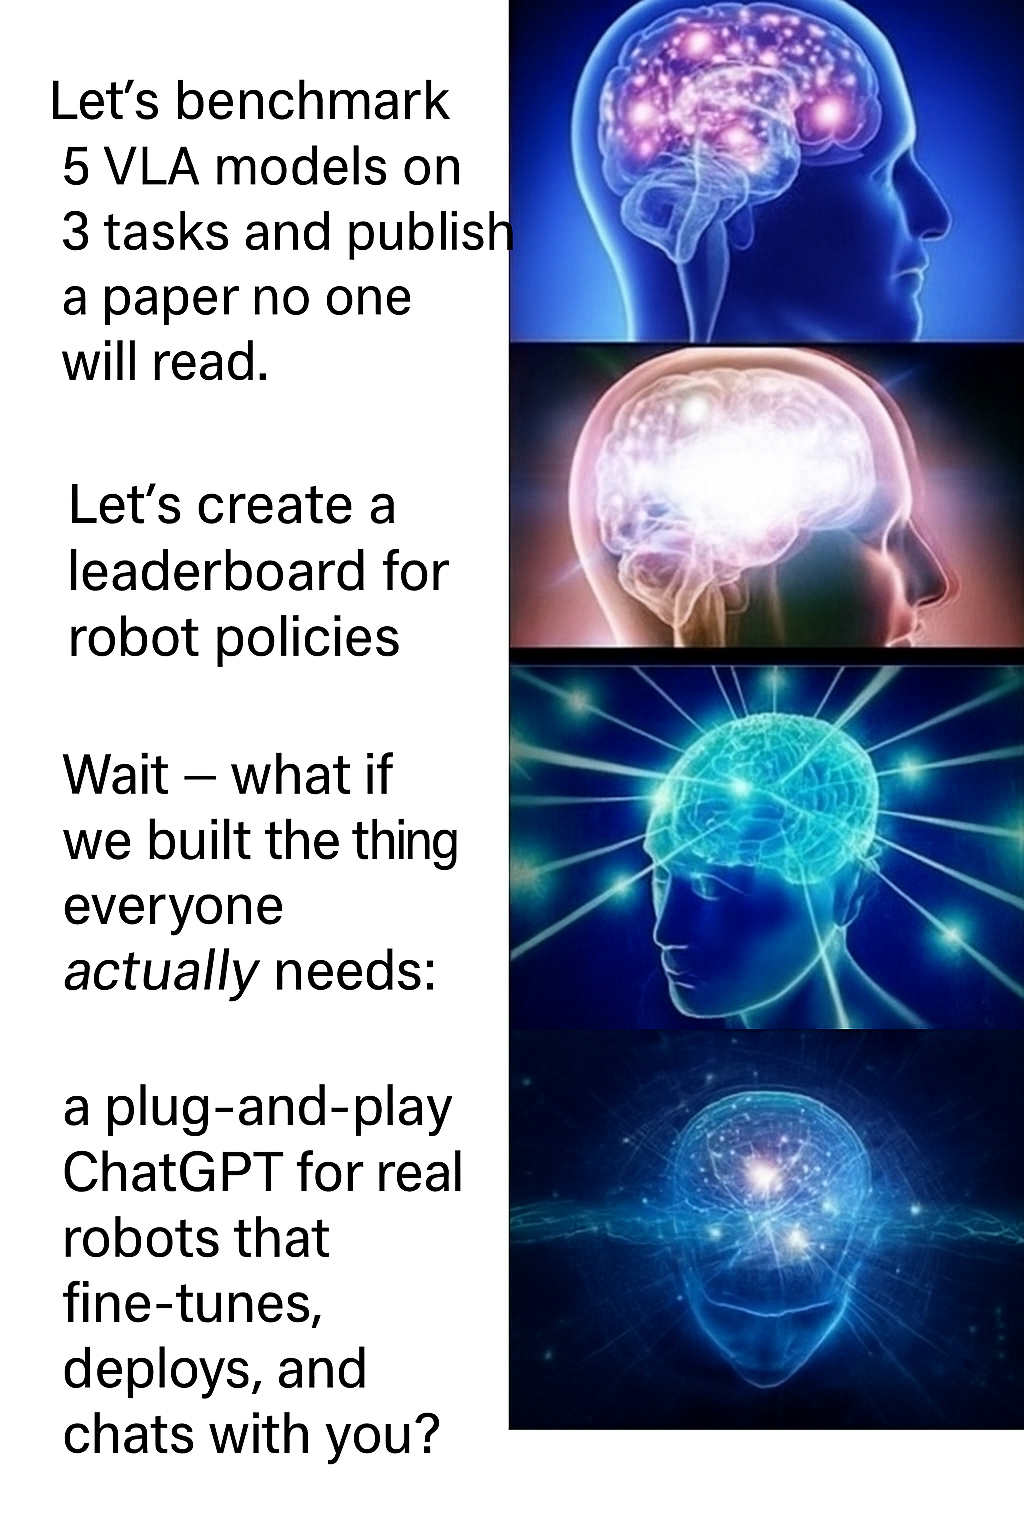 Let’s benchmark
5 VLA models on
3 tasks and publish
a paper no one
will read.
Let’s create a
leaderboard for
robot policies
Wait – what if
we built the thing
everyone
actually needs:
a plug-and-play
ChatGPT for real
robots that
fine-tunes,
deploys, and
chats with you?